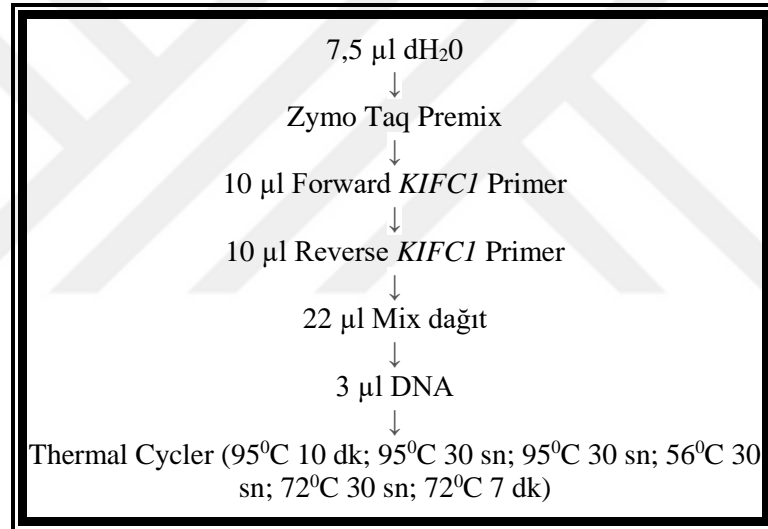 7,5 µl dH₂0
↓
Zymo Taq Premix
↓
10 µl Forward KIFC1 Primer
↓
10 µl Reverse KIFC1 Primer
↓
22 µl Mix dağıt
↓
3 µl DNA
↓
Thermal Cycler (95⁰C 10 dk; 95⁰C 30 sn; 95⁰C 30 sn; 56⁰C 30
sn; 72⁰C 30 sn; 72⁰C 7 dk)